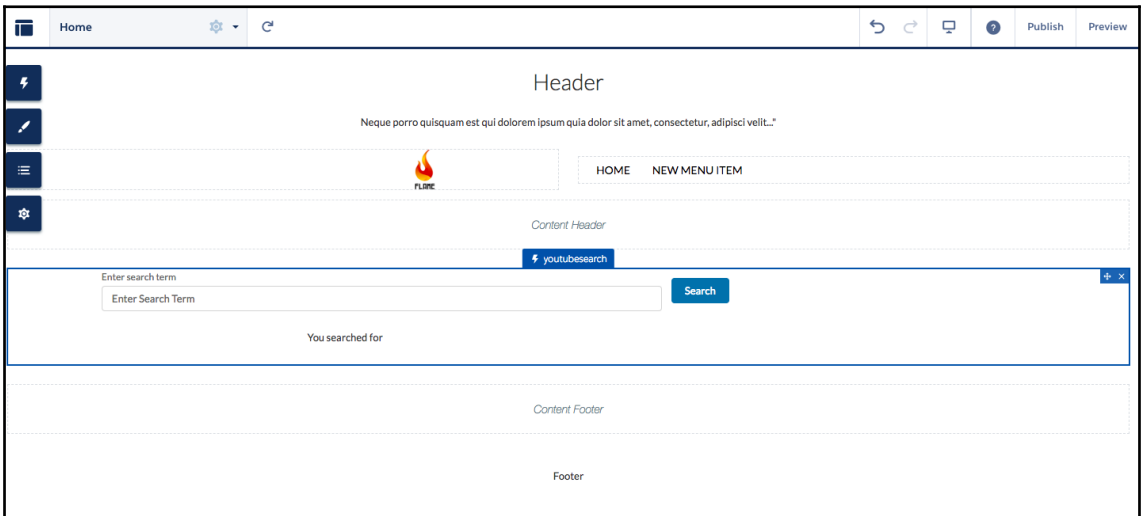 Home
? Publish Preview
Header
Neque porro quisquam est qui dolorem ipsum quia dolor sit amet, consectetur, adipisci velit..."
FLAME
HOME NEW MENU ITEM
Content Header
youtubesearch
Enter search term
Enter Search Term
Search
You searched for
Content Footer
Footer